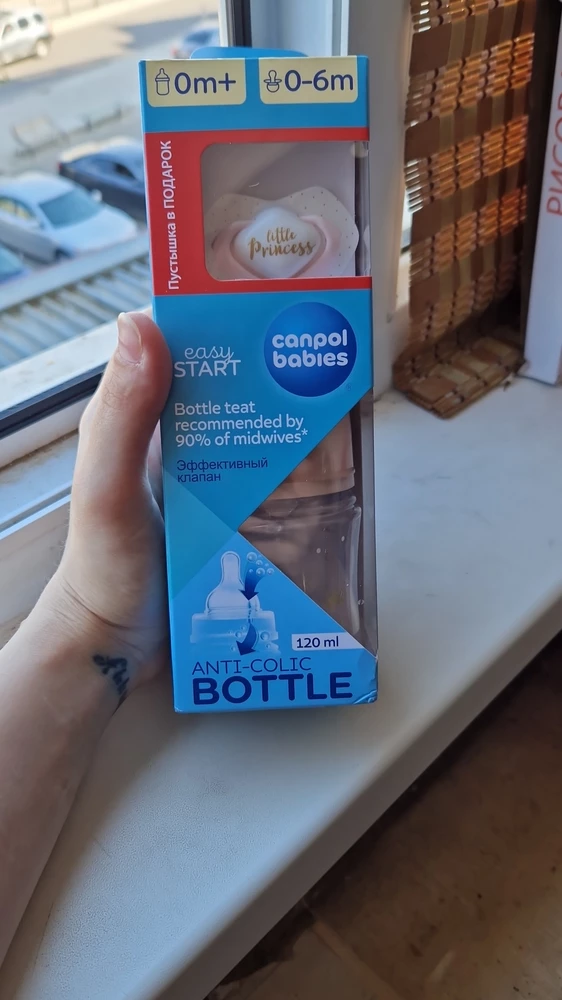 0m+
0-6m
Пустышка в ПОДАРОК
little
Princess
easy
START
canpol
babies
Bottle teat
recommended by
90% of midwives*
Эффективный
клапан
120 ml
ANTI-COLIC
BOTTLE